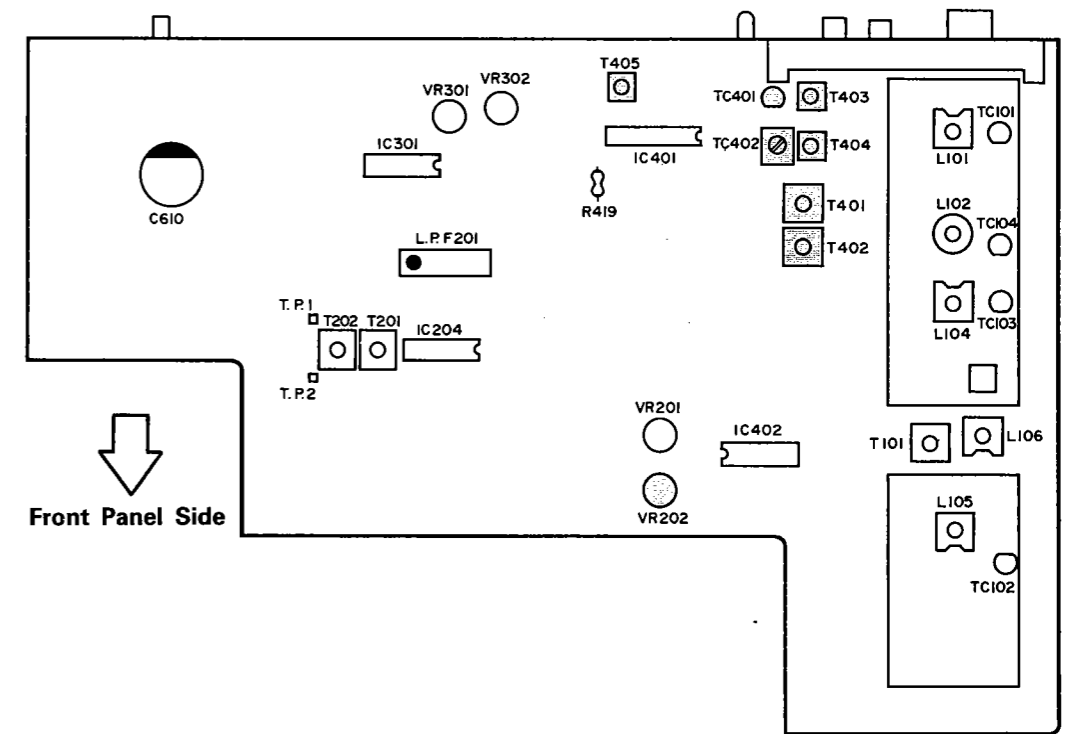 T405
VR302
VR301
TC401
T403
TC101
IC301
IC401
TC402
T404
L101
R419
C610
T401
L102
TC104
L.P.F201
T402
T.P.1
T202
T201
IC204
L104
TC103
T.P.2
VR201
IC402
T101
L106
Front Panel Side
VR202
L105
TC102